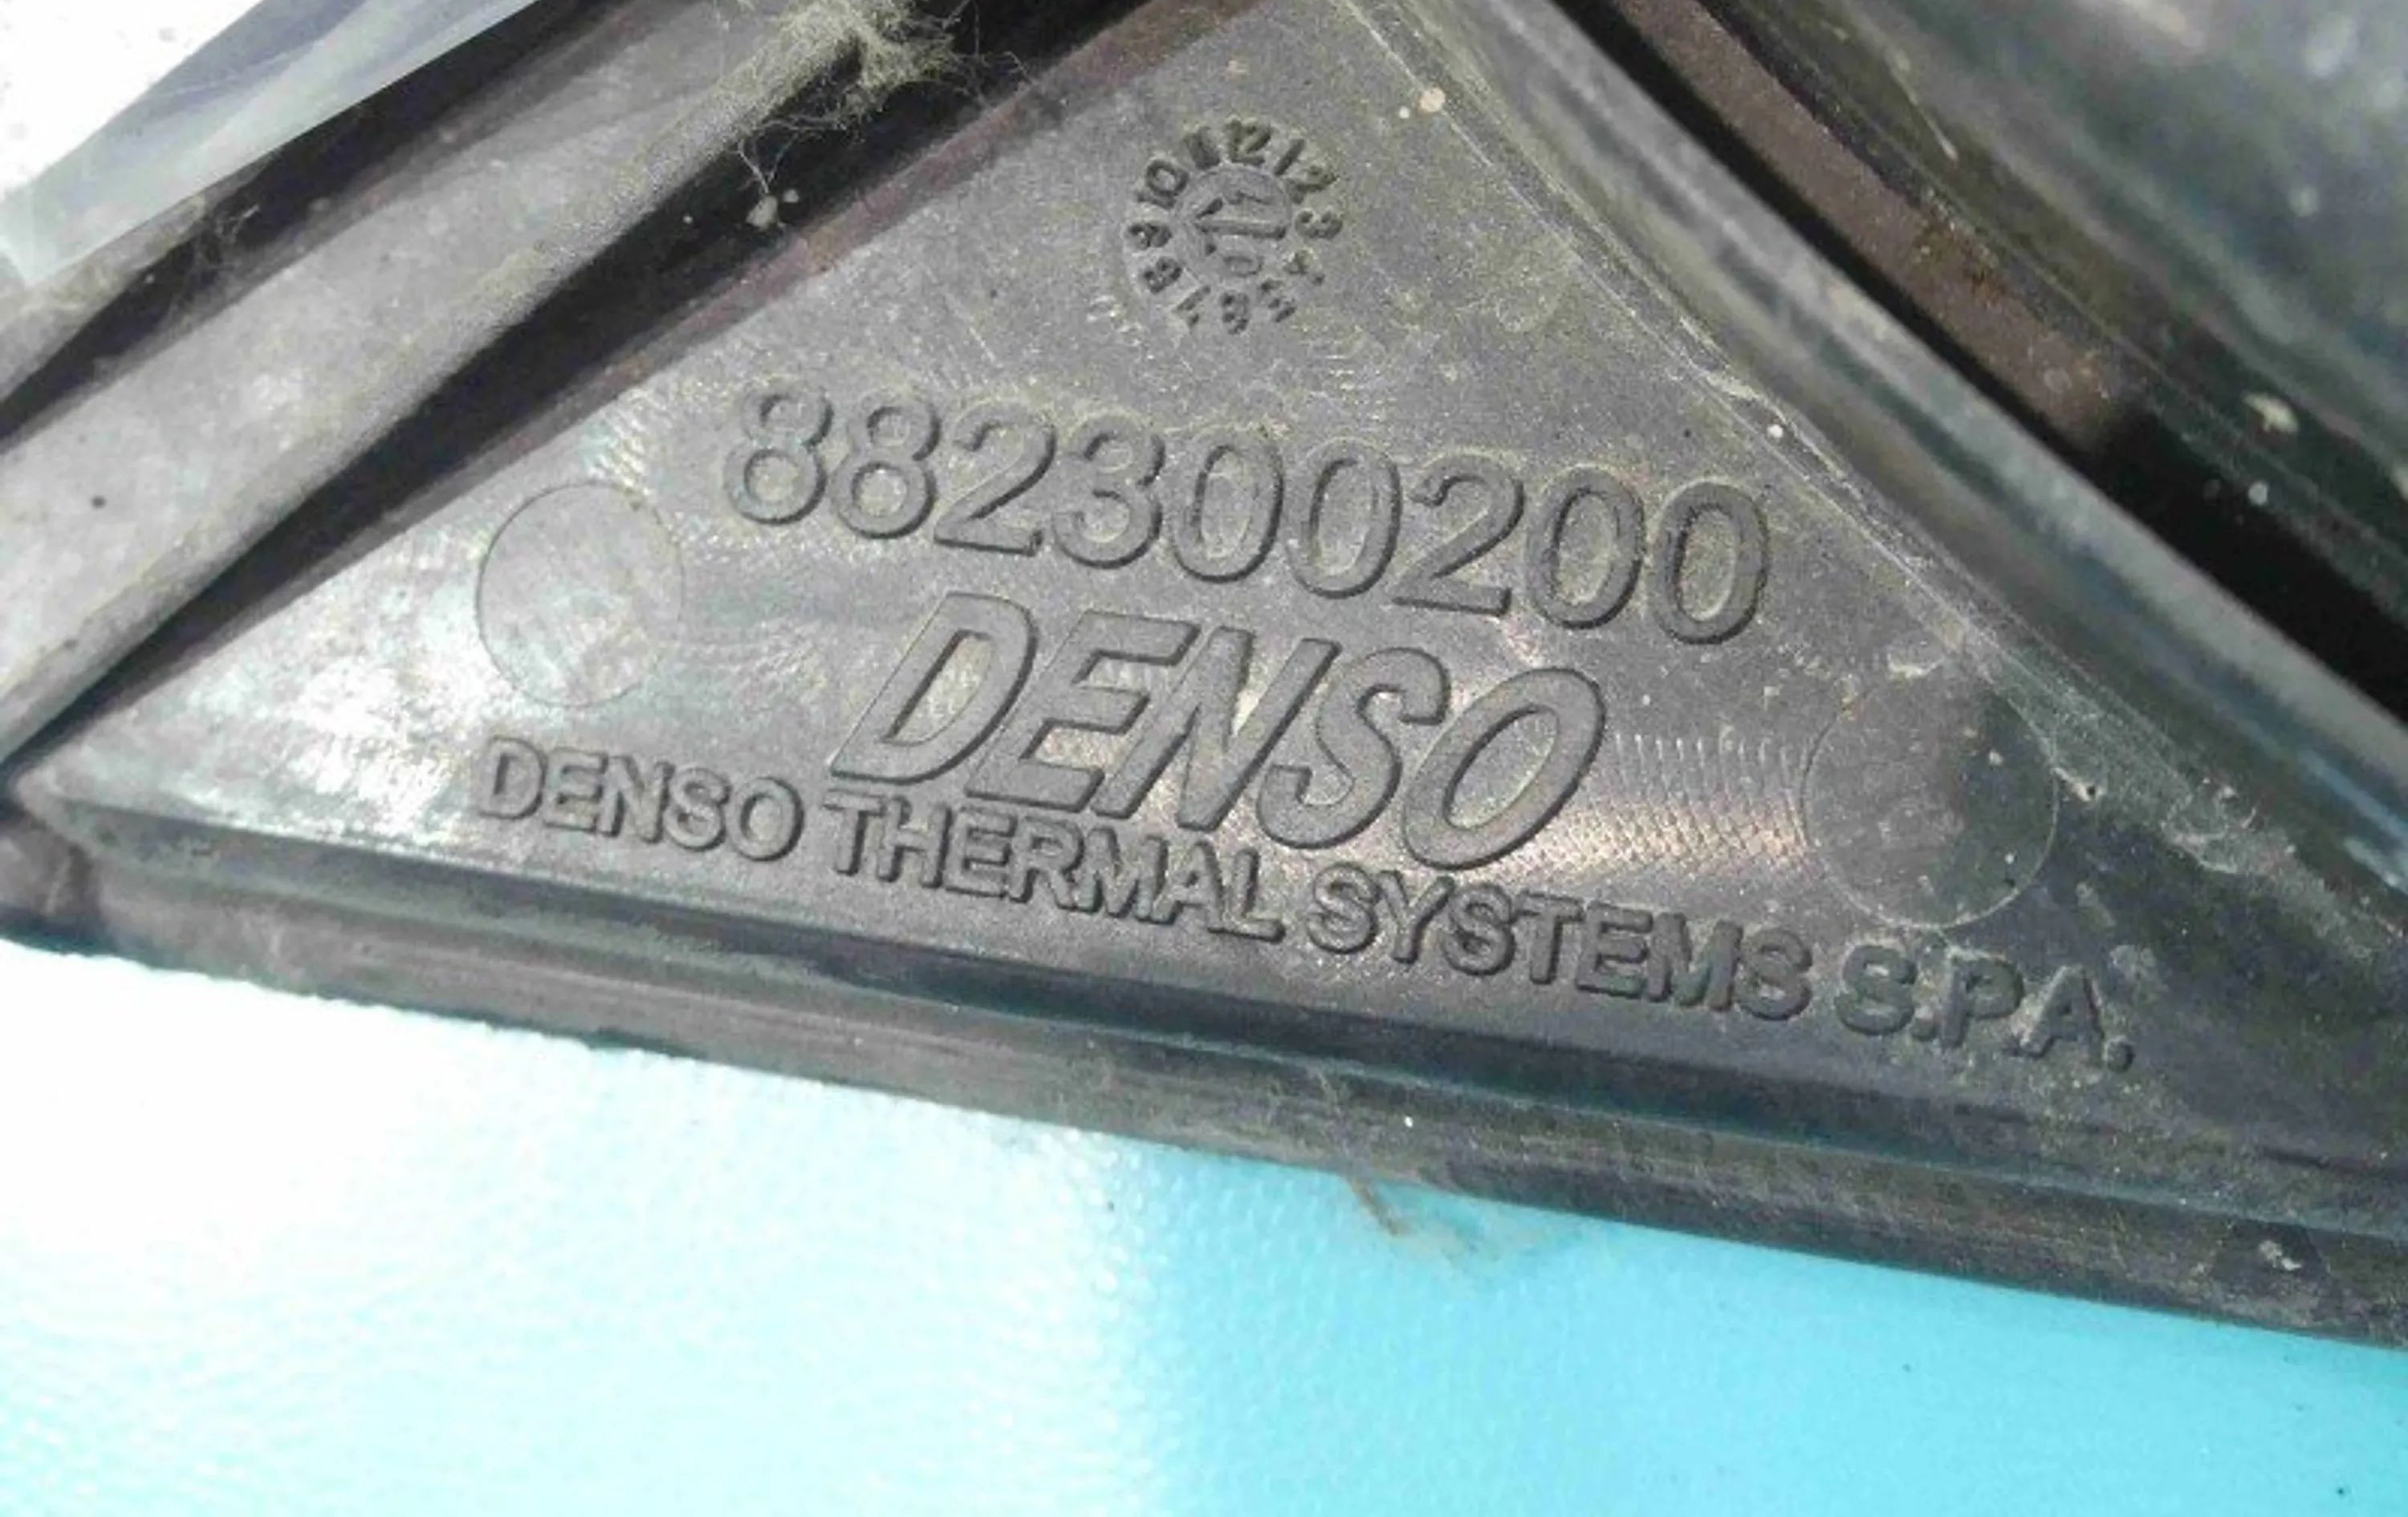 882300200
DENSO
DENSO THERMAL SYSTEMS S.P.A.